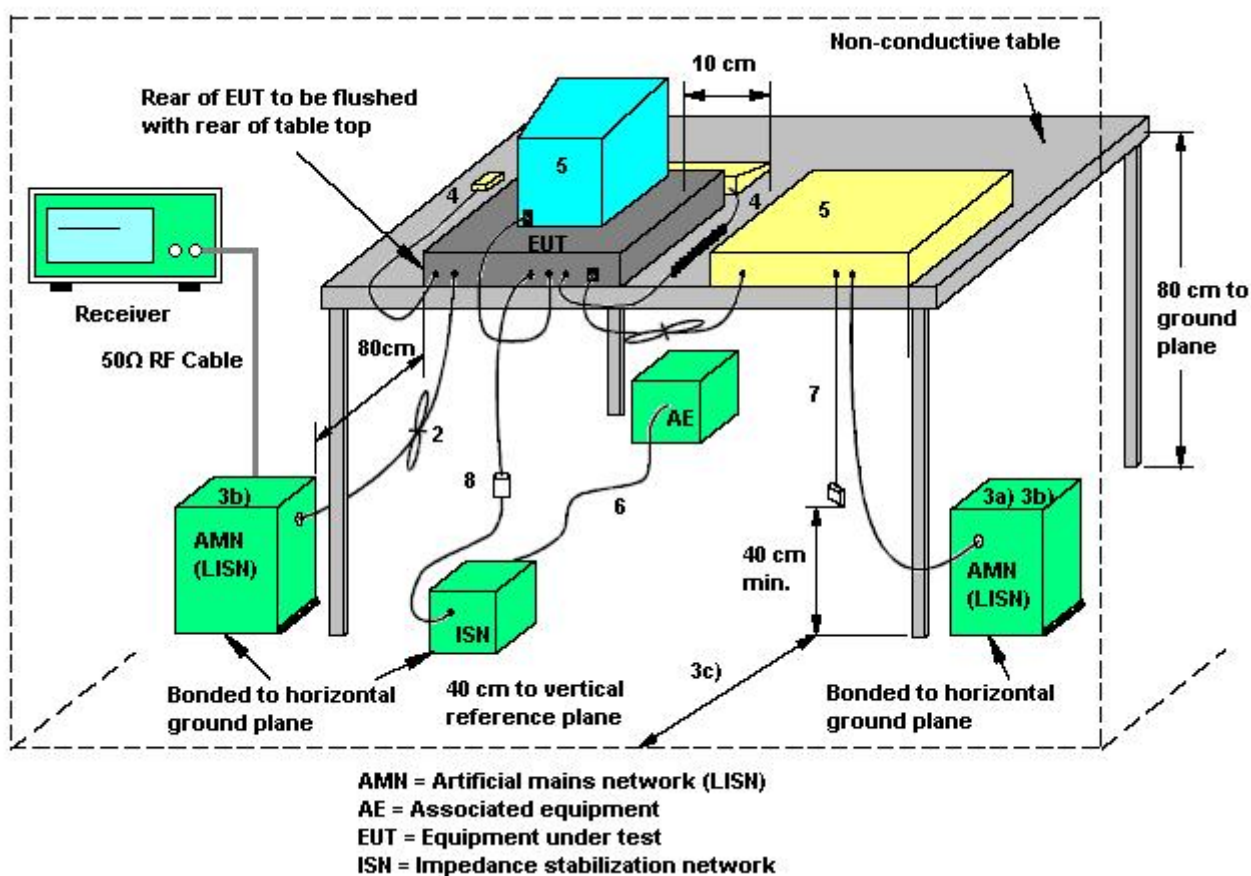 Non-conductive table
10 cm
Rear of EUT to be flushed
with rear of table top
5
4
4
5
EUT
Receiver
50Ω RF Cable
80cm
80 cm to
ground
plane
AE
7
2
8
6
3b)
AMN
(LISN)
3a) 3b)
AMN
(LISN)
40 cm
min.
ISN
3c)
Bonded to horizontal
ground plane
40 cm to vertical
reference plane
Bonded to horizontal
ground plane
AMN = Artificial mains network (LISN)
AE = Associated equipment
EUT = Equipment under test
ISN = Impedance stabilization network